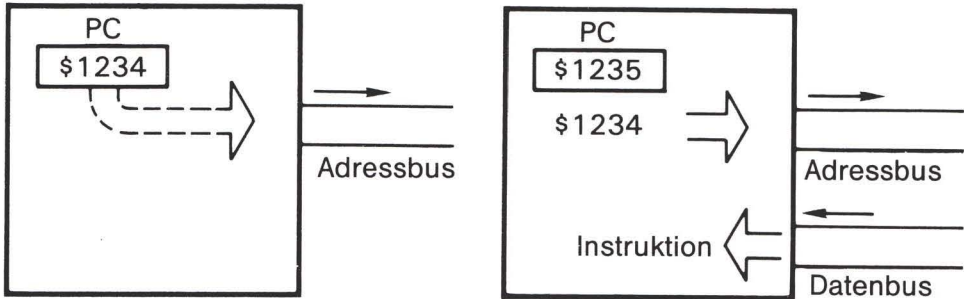 PC
$1234
Adressbus
PC
$1235
$1234
Adressbus
Instruktion
Datenbus